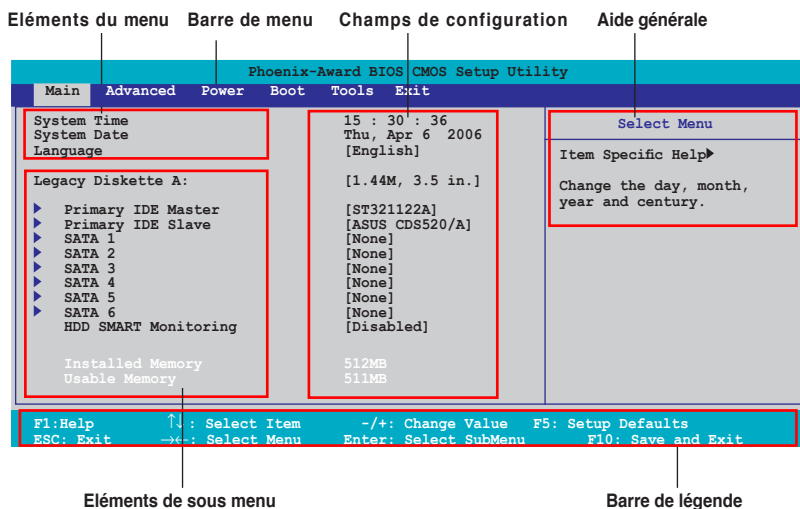 Eléments du menu Barre de menu Champs de configuration Aide générale
Phoenix-Award BIOS CMOS Setup Utility
Main Advanced Power Boot Tools Exit
System Time 15 : 30 : 36
System Date Thu, Apr 6 2006
Language [English]
Legacy Diskette A: [1.44M, 3.5 in.]
Primary IDE Master [ST321122A]
Primary IDE Slave [ASUS CDS520/A]
SATA 1 [None]
SATA 2 [None]
SATA 3 [None]
SATA 4 [None]
SATA 5 [None]
SATA 6 [None]
HDD SMART Monitoring [Disabled]
Installed Memory 512MB
Usable Memory 511MB
Select Menu
Item Specific Help▶
Change the day, month,
year and century.
F1:Help ↑↓: Select Item -/+: Change Value F5: Setup Defaults
ESC: Exit →←: Select Menu Enter: Select SubMenu F10: Save and Exit
Eléments de sous menu Barre de légende